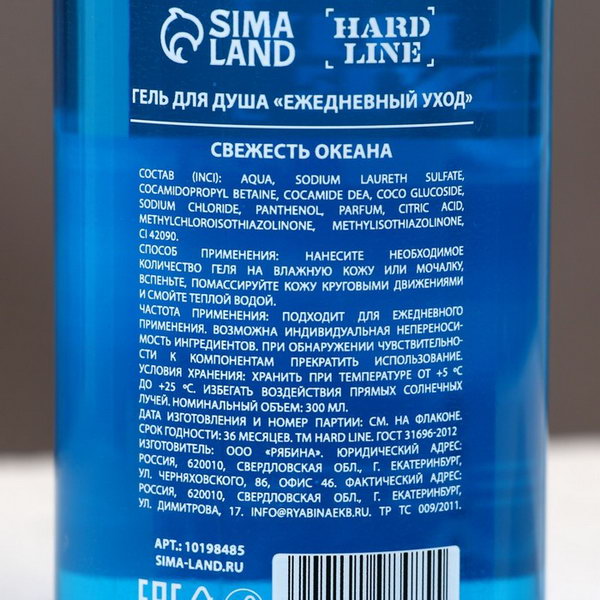 SIMA LAND
HARD LINE
ГЕЛЬ ДЛЯ ДУША «ЕЖЕДНЕВНЫЙ УХОД»
СВЕЖЕСТЬ ОКЕАНА
СОСТАВ (INCI): AQUA, SODIUM LAURETH SULFATE,
COCAMIDOPROPYL BETAINE, COCAMIDE DEA, COCO GLUCOSIDE,
SODIUM CHLORIDE, PANTHENOL, PARFUM, CITRIC ACID,
METHYLCHLOROISOTHIAZOLINONE, METHYLISOTHIAZOLINONE,
CI 42090.
СПОСОБ ПРИМЕНЕНИЯ: НАНЕСИТЕ НЕОБХОДИМОЕ
КОЛИЧЕСТВО ГЕЛЯ НА ВЛАЖНУЮ КОЖУ ИЛИ МОЧАЛКУ,
ВСПЕНЬТЕ, ПОМАССИРУЙТЕ КОЖУ КРУГОВЫМИ ДВИЖЕНИЯМИ
И СМОЙТЕ ТЕПЛОЙ ВОДОЙ.
ЧАСТОТА ПРИМЕНЕНИЯ: ПОДХОДИТ ДЛЯ ЕЖЕДНЕВНОГО
ПРИМЕНЕНИЯ. ВОЗМОЖНА ИНДИВИДУАЛЬНАЯ НЕПЕРЕНОСИ-
МОСТЬ ИНГРЕДИЕНТОВ. ПРИ ОБНАРУЖЕНИИ ЧУВСТВИТЕЛЬНО-
СТИ К КОМПОНЕНТАМ ПРЕКРАТИТЬ ИСПОЛЬЗОВАНИЕ.
УСЛОВИЯ ХРАНЕНИЯ: ХРАНИТЬ ПРИ ТЕМПЕРАТУРЕ ОТ +5 °C
ДО +25 °C. ИЗБЕГАТЬ ВОЗДЕЙСТВИЯ ПРЯМЫХ СОЛНЕЧНЫХ
ЛУЧЕЙ. НОМИНАЛЬНЫЙ ОБЪЕМ: 300 МЛ.
ДАТА ИЗГОТОВЛЕНИЯ И НОМЕР ПАРТИИ: СМ. НА ФЛАКОНЕ.
СРОК ГОДНОСТИ: 36 МЕСЯЦЕВ. ТМ HARD LINE. ГОСТ 31696-2012
ИЗГОТОВИТЕЛЬ: ООО «РЯБИНА». ЮРИДИЧЕСКИЙ АДРЕС:
РОССИЯ, 620010, СВЕРДЛОВСКАЯ ОБЛ., Г. ЕКАТЕРИНБУРГ,
УЛ. ЧЕРНЯХОВСКОГО, 86, ОФИС 46. ФАКТИЧЕСКИЙ АДРЕС:
РОССИЯ, 620010, СВЕРДЛОВСКАЯ ОБЛ., Г. ЕКАТЕРИНБУРГ,
УЛ. ДИМИТРОВА, 17. INFO@RYABINAEKB.RU. ТР ТС 009/2011.
АРТ.: 10198485
SIMA-LAND.RU
EAC